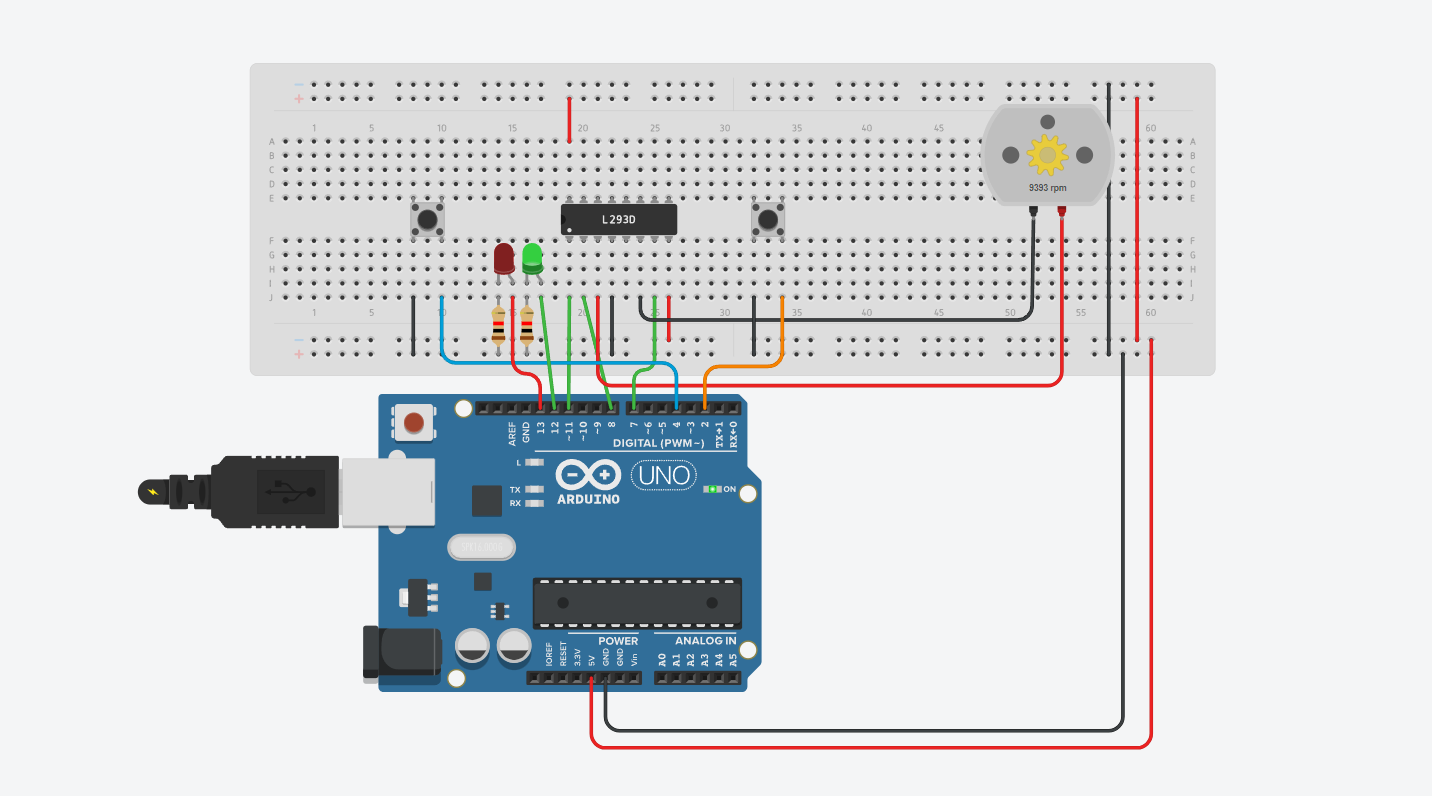 − −
+ +
1 5 10 15 20 25 30 35 40 45 60
A A
B B
C C
D D
E E
9393 rpm
L293D
F F
G G
H H
I I
J J
1 5 10 20 25 30 35 40 45 50 55 60
− −
+ +
AREF GND 13 12 ~11 ~10 ~9 8 7 ~6 ~5 4 ~3 2 TX→1 RX←0
DIGITAL (PWM~)
L
TX
RX
UNO
ON
ARDUINO
POWER ANALOG IN
IOREF RESET 3.3V 5V GND GND Vin A0 A1 A2 A3 A4 A5